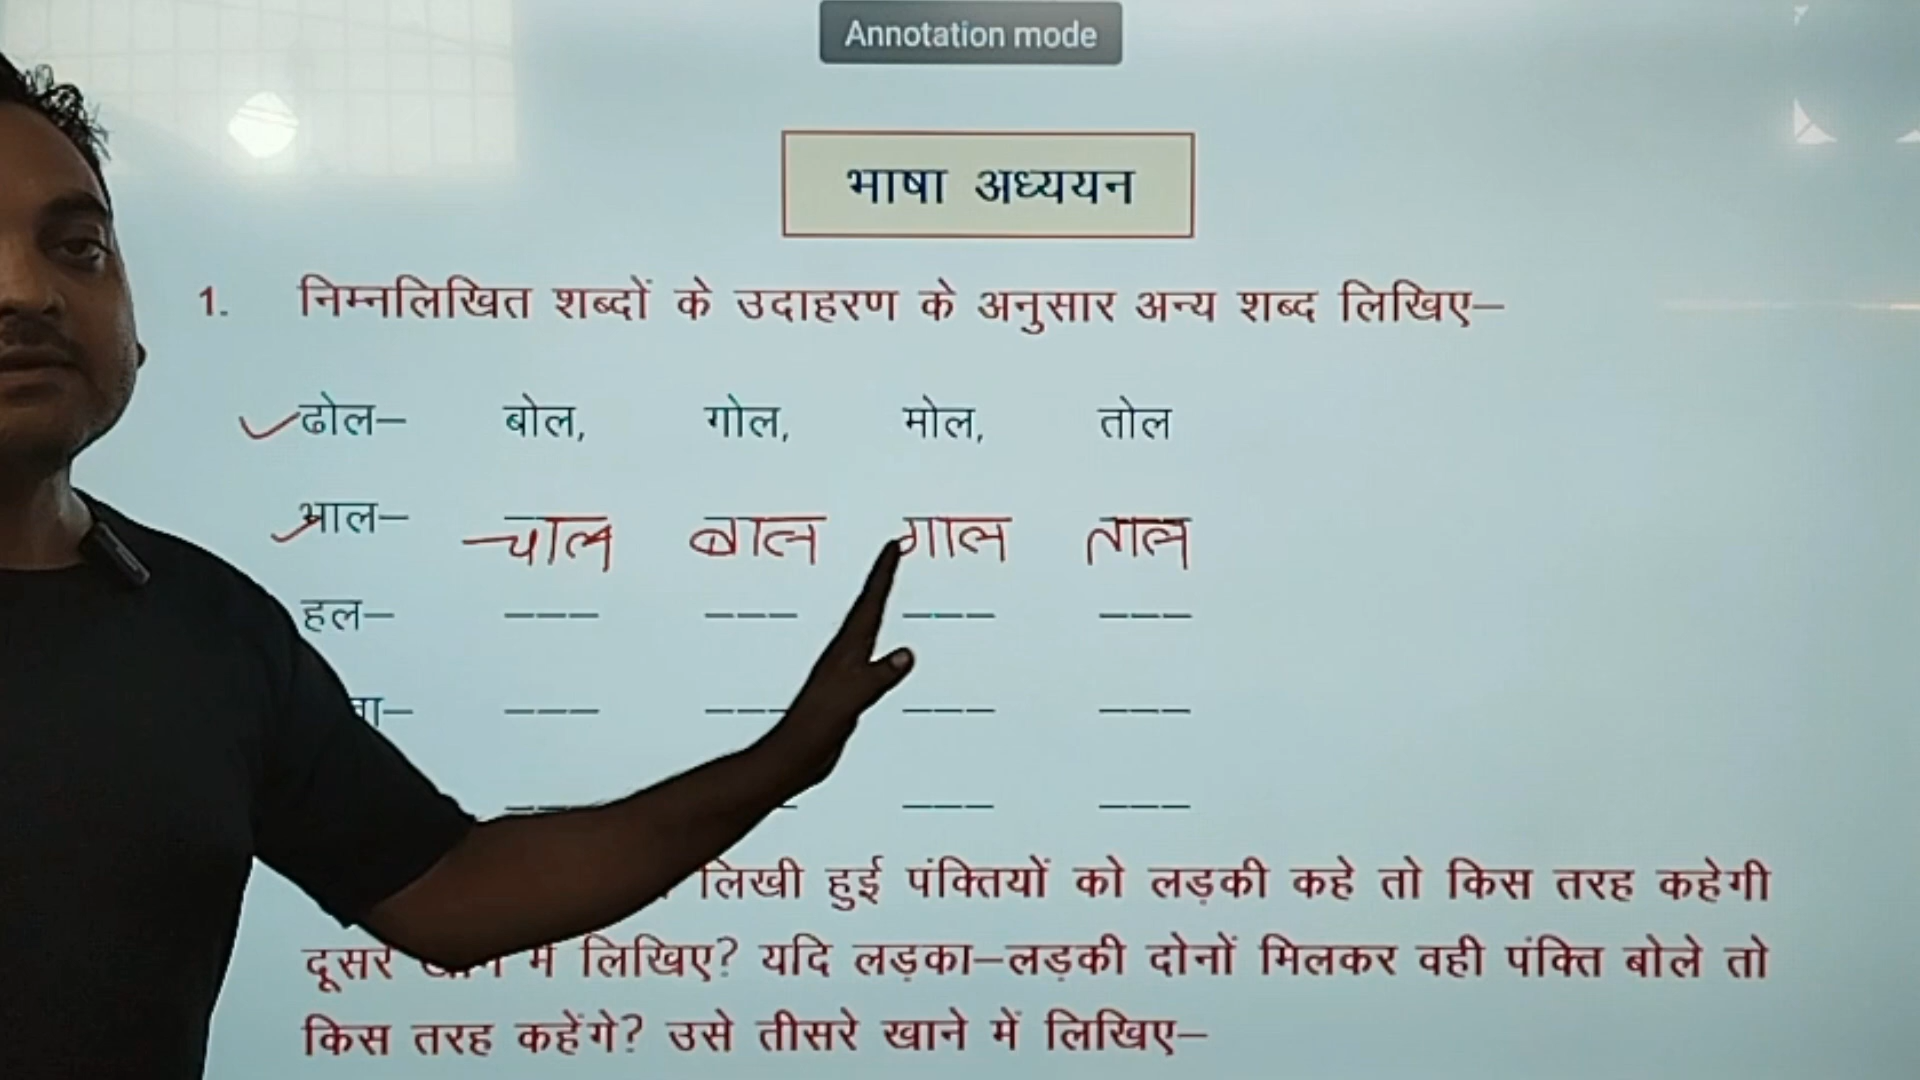 Annotation mode
भाषा अध्ययन
1. निम्नलिखित शब्दों के उदाहरण के अनुसार अन्य शब्द लिखिए–
ढोल– बोल, गोल, मोल, तोल
भाल– चाल बाल गाल ताल
हल– ––– ––– ––– –––
––– ––– ––– –––
––– ––– –––
लिखी हुई पंक्तियों को लड़की कहे तो किस तरह कहेगी
दूसरे में लिखिए? यदि लड़का–लड़की दोनों मिलकर वही पंक्ति बोले तो
किस तरह कहेंगे? उसे तीसरे खाने में लिखिए–